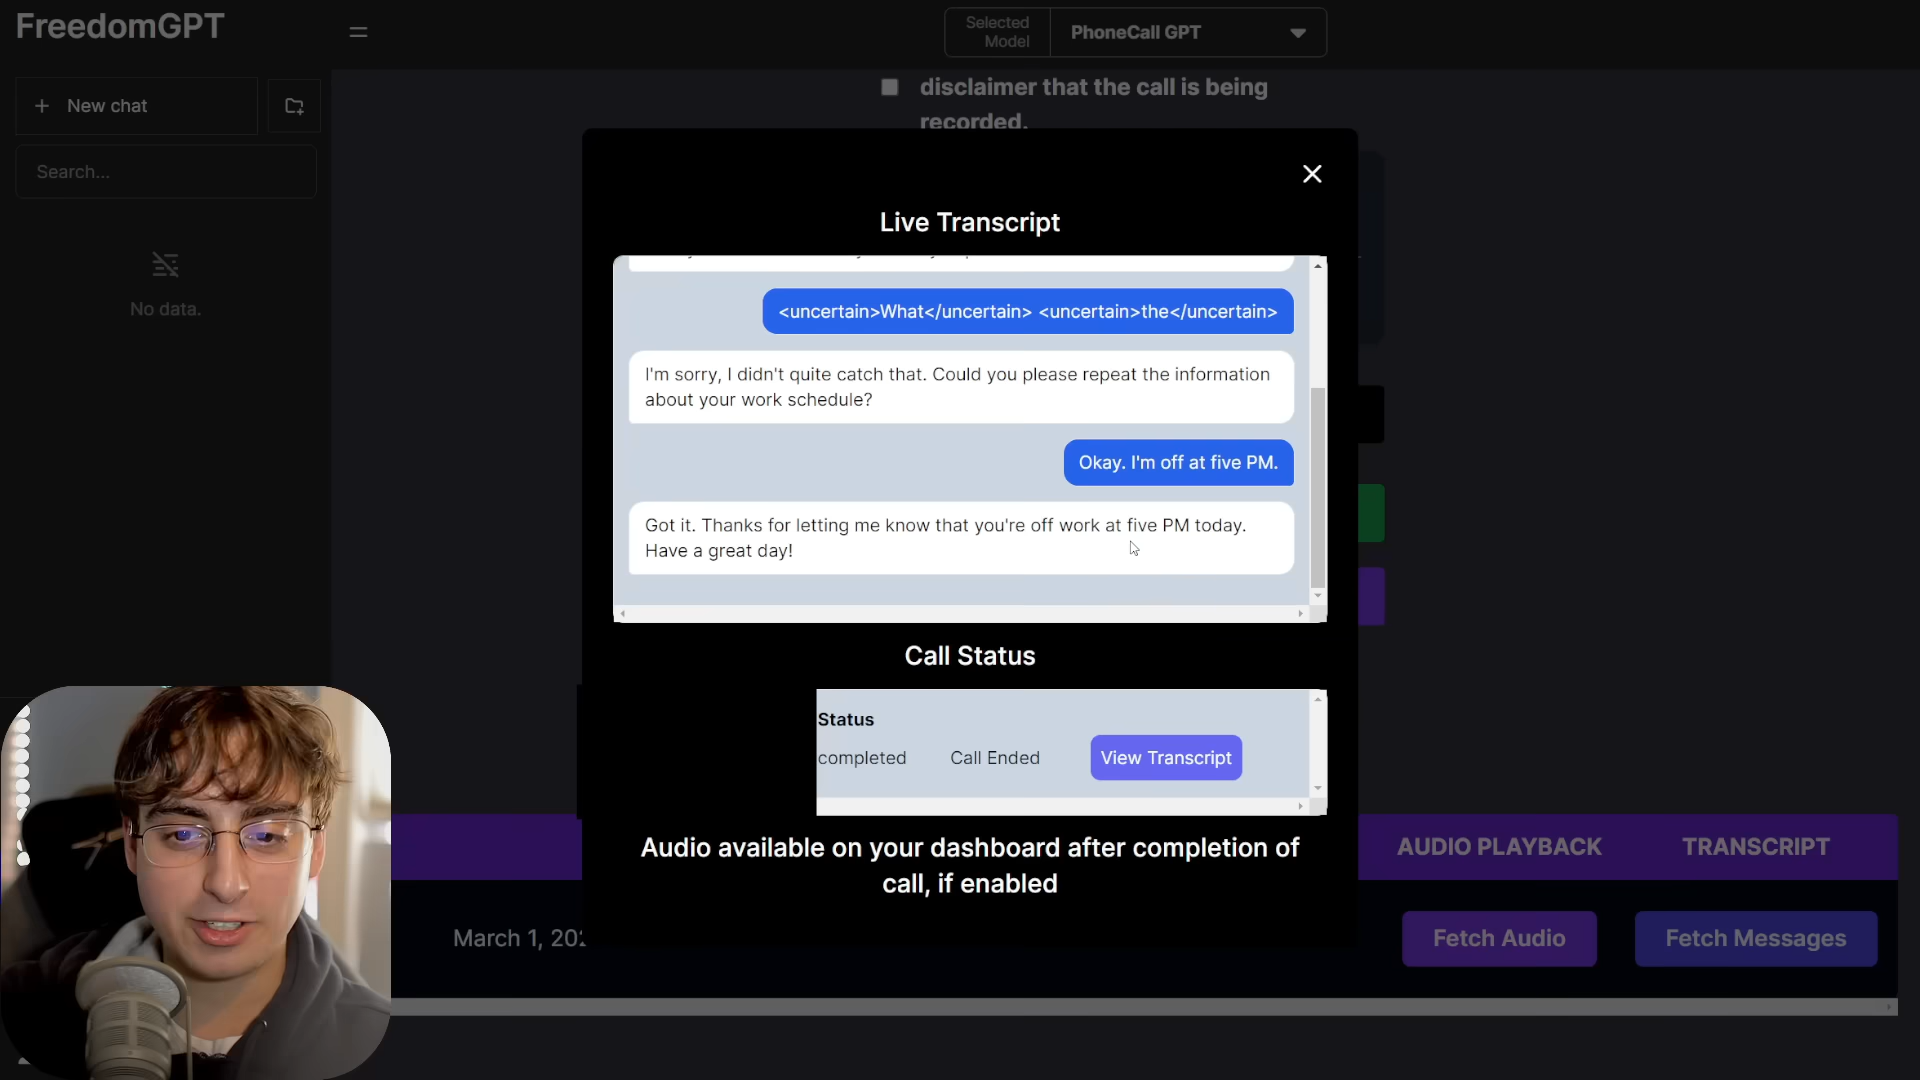 FreedomGPT
Selected
Model
PhoneCall GPT
New chat
Search...
No data.
disclaimer that the call is being
recorded.
Live Transcript
<uncertain>What</uncertain> <uncertain>the</uncertain>
I'm sorry, I didn't quite catch that. Could you please repeat the information
about your work schedule?
Okay. I'm off at five PM.
Got it. Thanks for letting me know that you're off work at five PM today.
Have a great day!
Call Status
Status
completed Call Ended View Transcript
Audio available on your dashboard after completion of
call, if enabled
AUDIO PLAYBACK TRANSCRIPT
March 1, 202
Fetch Audio Fetch Messages